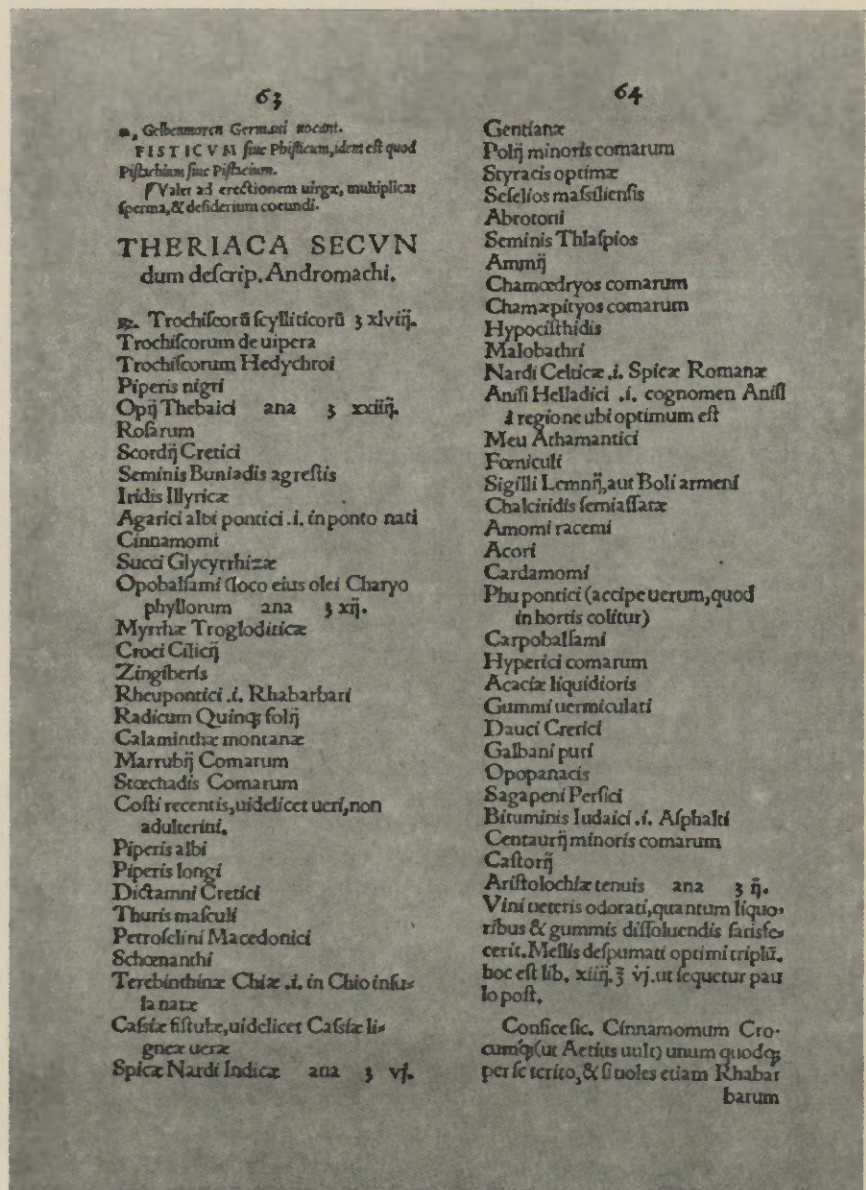 63
n, Gelbenmoren Germani uocant.
FISTICVM ſiue Phiſticum, idem eſt quod
Piſtachium ſiue Piſtacium.
Valet ad erectionem uirgæ, multiplicat
ſperma, & deſiderium coeundi.
THERIACA SECVN
dum deſcrip. Andromachi.
℞. Trochiſcorū ſcylliticorū ʒ xlviij.
Trochiſcorum de uipera
Trochiſcorum Hedychroi
Piperis nigri
Opij Thebaici ana ʒ xxiiij.
Roſarum
Scordij Cretici
Seminis Buniadis agreſtis
Iridis Illyricæ
Agarici albi pontici .i. in ponto nati
Cinnamomi
Succi Glycyrrhizæ
Opobalſami (loco eius olei Charyo
phyllorum ana ʒ xij.
Myrrhæ Trogloditicæ
Croci Cilicij
Zingiberis
Rheupontici .i. Rhabarbari
Radicum Quinqꝫ folij
Calaminthæ montanæ
Marrubij Comarum
Stœchadis Comarum
Coſti recentis, uidelicet ueri, non
adulterini.
Piperis albi
Piperis longi
Dictamni Cretici
Thuris maſculi
Petroſelini Macedonici
Schœnanthi
Terebinthinæ Chiæ .i. in Chio inſu-
la natæ
Caſsiæ fiſtulæ, uidelicet Caſsiæ li-
gneæ ueræ
Spicæ Nardi Indicæ ana ʒ vj.
64
Gentianæ
Polij minoris comarum
Styracis optimæ
Seſelios maſsilienſis
Abrotoni
Seminis Thlaſpios
Ammij
Chamœdryos comarum
Chamæpityos comarum
Hypociſthidis
Malobathri
Nardi Celticæ .i. Spicæ Romanæ
Aniſi Helladici .i. cognomen Aniſi
à regione ubi optimum eſt
Meu Athamantici
Fœniculi
Sigilli Lemnij, aut Boli armeni
Chalcitidis ſemiaſſatæ
Amomi racemi
Acori
Cardamomi
Phu pontici (accipe uerum, quod
in hortis colitur)
Carpobalſami
Hyperici comarum
Acaciæ liquidioris
Gummi uermiculati
Dauci Cretici
Galbani puri
Opopanacis
Sagapeni Perſici
Bituminis Iudaici .i. Aſphalti
Centaurij minoris comarum
Caſtorij
Ariſtolochiæ tenuis ana ʒ ij.
Vini ueteris odorati, quantum liquo-
ribus & gummis diſſoluendis ſatisfe-
cerit. Mellis deſpumati optimi triplū.
hoc eſt lib. xiiij. ℥ vj. ut ſequetur pau
lo poſt.
Confice ſic. Cinnamomum Cro-
cumqꝫ (ut Aetius uult) unum quodqꝫ
per ſe terito, & ſi uoles etiam Rhabar
barum